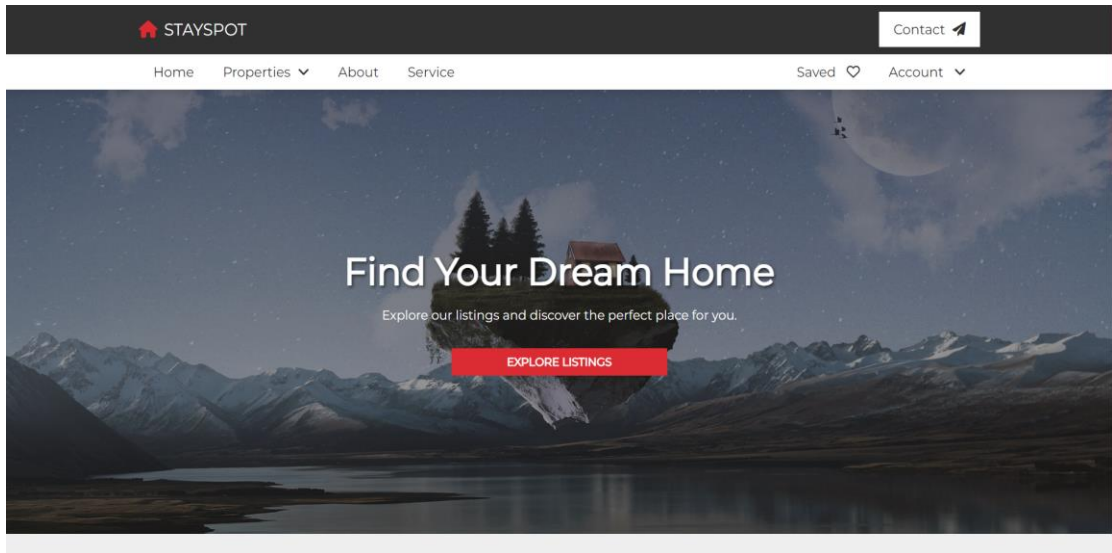 STAYSPOT
Contact
Home Properties About Service Saved Account
Find Your Dream Home
Explore our listings and discover the perfect place for you.
EXPLORE LISTINGS